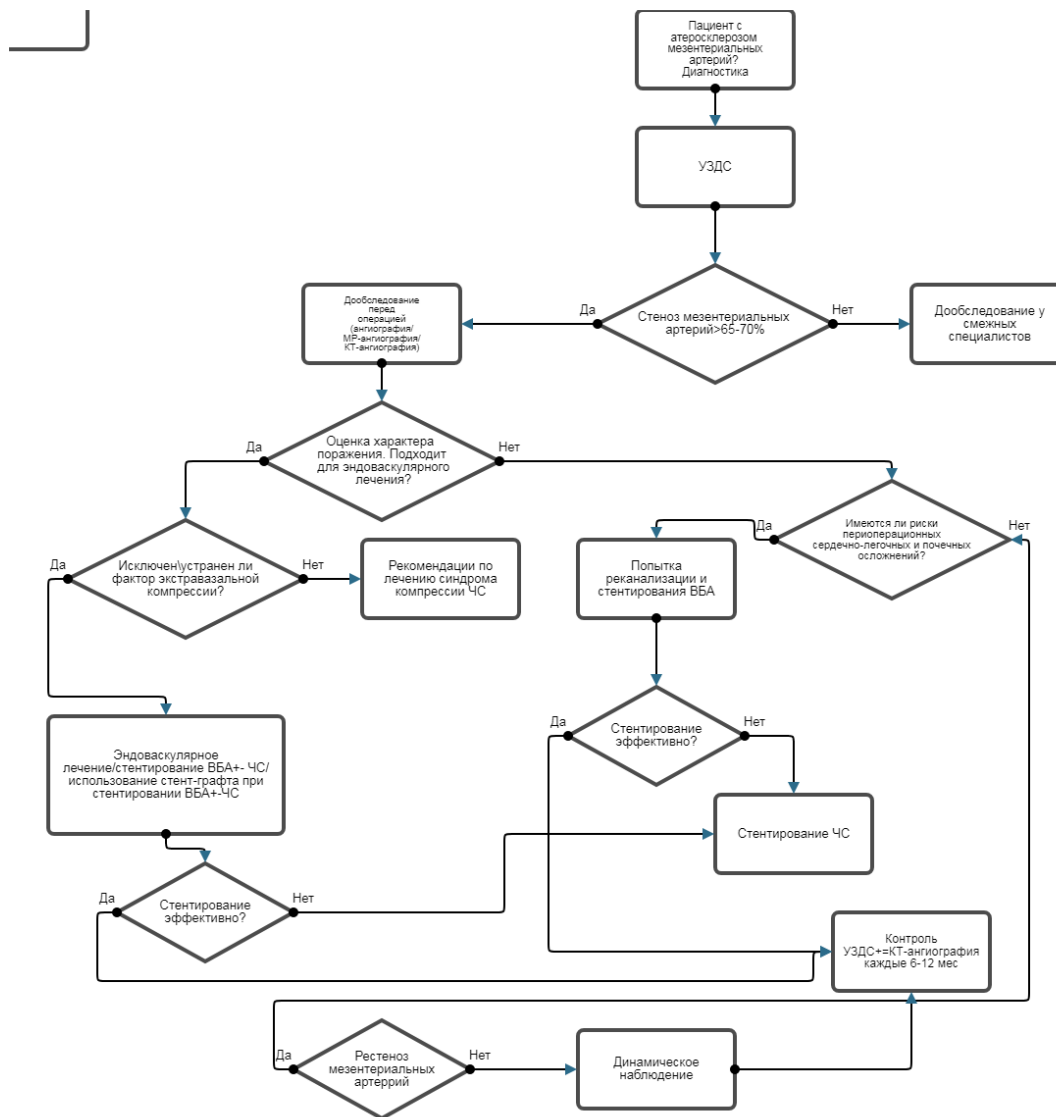 Пациент с
атеросклерозом
мезентериальных
артерий?
Диагностика
УЗДС
Стеноз мезентериальных
артерий>65-70%
Да
Нет
Дообследование
перед
операцией
(ангиография/
МР-ангиография/
КТ-ангиография)
Дообследование у
смежных
специалистов
Оценка характера
поражения. Подходит
для эндоваскулярного
лечения?
Да
Нет
Исключен\устранен ли
фактор экстравазальной
компрессии?
Да
Нет
Рекомендации по
лечению синдрома
компрессии ЧС
Имеются ли риски
периоперационных
сердечно-легочных и почечных
осложнений?
Да
Нет
Попытка
реканализации и
стентирования ВБА
Стентирование
эффективно?
Да
Нет
Эндоваскулярное
лечение/стентирование ВБА+- ЧС/
использование стент-графта при
стентировании ВБА+-ЧС
Стентирование ЧС
Стентирование
эффективно?
Да
Нет
Контроль
УЗДС+=КТ-ангиография
каждые 6-12 мес
Рестеноз
мезентериальных
артеррий
Да
Нет
Динамическое
наблюдение